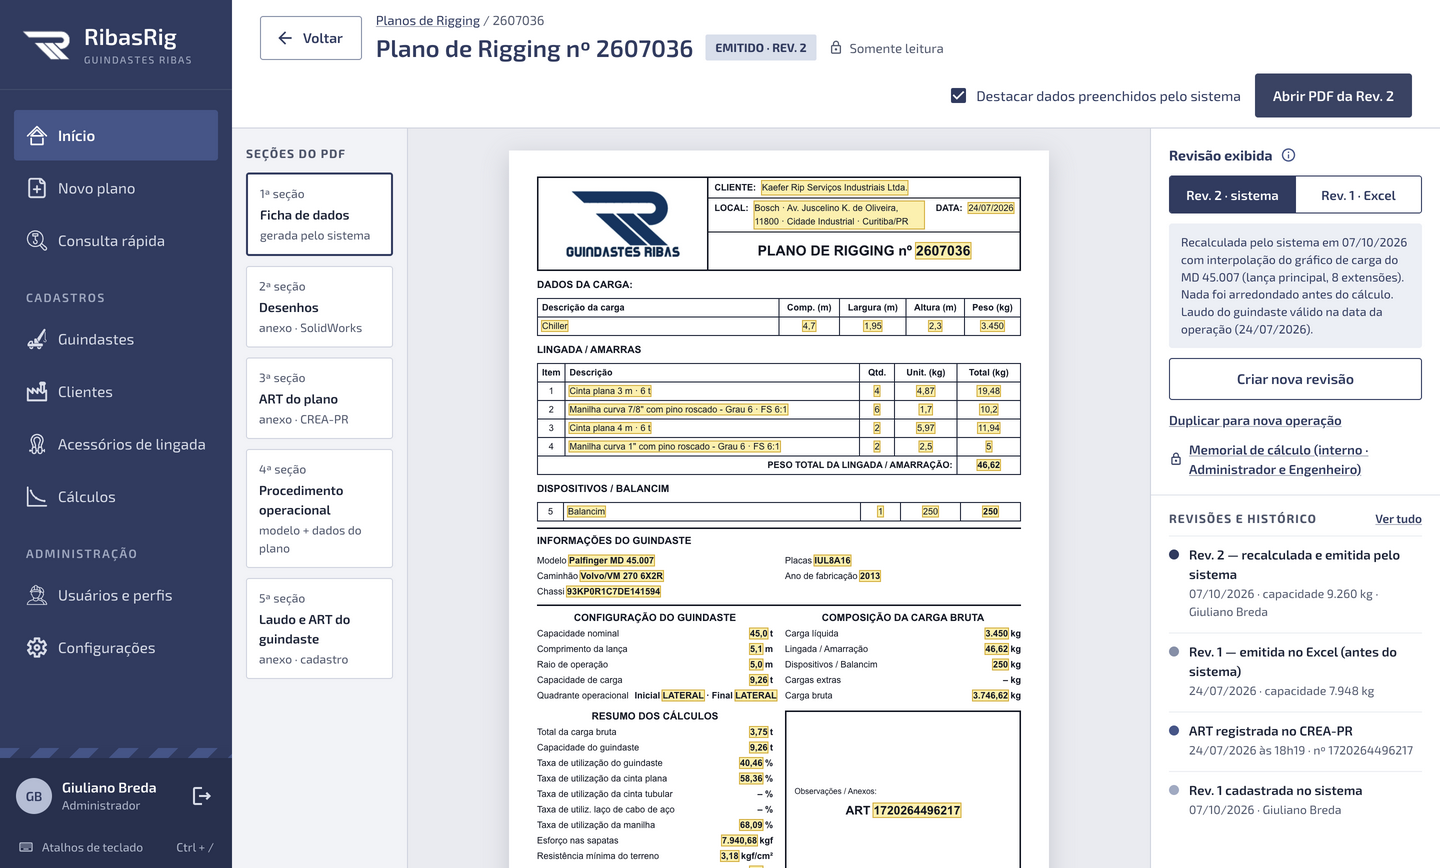 RibasRig
GUINDASTES RIBAS
Início
Novo plano
Consulta rápida
CADASTROS
Guindastes
Clientes
Acessórios de lingada
Cálculos
ADMINISTRAÇÃO
Usuários e perfis
Configurações
GB
Giuliano Breda
Administrador
Atalhos de teclado Ctrl + /
Voltar
Planos de Rigging / 2607036
Plano de Rigging nº 2607036
EMITIDO · REV. 2
Somente leitura
Destacar dados preenchidos pelo sistema
Abrir PDF da Rev. 2
SEÇÕES DO PDF
1ª seção
Ficha de dados
gerada pelo sistema
2ª seção
Desenhos
anexo · SolidWorks
3ª seção
ART do plano
anexo · CREA-PR
4ª seção
Procedimento
operacional
modelo + dados do
plano
5ª seção
Laudo e ART do
guindaste
anexo · cadastro
GUINDASTES RIBAS
CLIENTE: Kaefer Rip Serviços Industriais Ltda.
LOCAL: Bosch · Av. Juscelino K. de Oliveira,
11800 · Cidade Industrial · Curitiba/PR
DATA: 24/07/2026
PLANO DE RIGGING nº 2607036
DADOS DA CARGA:
Descrição da carga Comp. (m) Largura (m) Altura (m) Peso (kg)
Chiller 4,7 1,95 2,3 3.450
LINGADA / AMARRAS
Item Descrição Qtd. Unit. (kg) Total (kg)
1 Cinta plana 3 m · 6 t 4 4,87 19,48
2 Manilha curva 7/8" com pino roscado - Grau 6 · FS 6:1 6 1,7 10,2
3 Cinta plana 4 m · 6 t 2 5,97 11,94
4 Manilha curva 1" com pino roscado - Grau 6 · FS 6:1 2 2,5 5
PESO TOTAL DA LINGADA / AMARRAÇÃO: 46,62
DISPOSITIVOS / BALANCIM
5 Balancim 1 250 250
INFORMAÇÕES DO GUINDASTE
Modelo Palfinger MD 45.007 Placas IUL8A16
Caminhão Volvo/VM 270 6X2R Ano de fabricação 2013
Chassi 93KP0R1C7DE141594
CONFIGURAÇÃO DO GUINDASTE
Capacidade nominal 45,0 t
Comprimento da lança 5,1 m
Raio de operação 5,0 m
Capacidade de carga 9,26 t
Quadrante operacional Inicial LATERAL · Final LATERAL
COMPOSIÇÃO DA CARGA BRUTA
Carga líquida 3.450 kg
Lingada / Amarração 46,62 kg
Dispositivos / Balancim 250 kg
Cargas extras – kg
Carga bruta 3.746,62 kg
RESUMO DOS CÁLCULOS
Total da carga bruta 3,75 t
Capacidade do guindaste 9,26 t
Taxa de utilização do guindaste 40,46 %
Taxa de utilização da cinta plana 58,36 %
Taxa de utilização da cinta tubular – %
Taxa de utiliz. laço de cabo de aço – %
Taxa de utilização da manilha 68,09 %
Esforço nas sapatas 7.940,68 kgf
Resistência mínima do terreno 3,18 kgf/cm²
Observações / Anexos:
ART 1720264496217
Revisão exibida
Rev. 2 · sistema
Rev. 1 · Excel
Recalculada pelo sistema em 07/10/2026
com interpolação do gráfico de carga do
MD 45.007 (lança principal, 8 extensões).
Nada foi arredondado antes do cálculo.
Laudo do guindaste válido na data da
operação (24/07/2026).
Criar nova revisão
Duplicar para nova operação
Memorial de cálculo (interno ·
Administrador e Engenheiro)
REVISÕES E HISTÓRICO Ver tudo
Rev. 2 — recalculada e emitida pelo
sistema
07/10/2026 · capacidade 9.260 kg ·
Giuliano Breda
Rev. 1 — emitida no Excel (antes do
sistema)
24/07/2026 · capacidade 7.948 kg
ART registrada no CREA-PR
24/07/2026 às 18h19 · nº 1720264496217
Rev. 1 cadastrada no sistema
07/10/2026 · Giuliano Breda